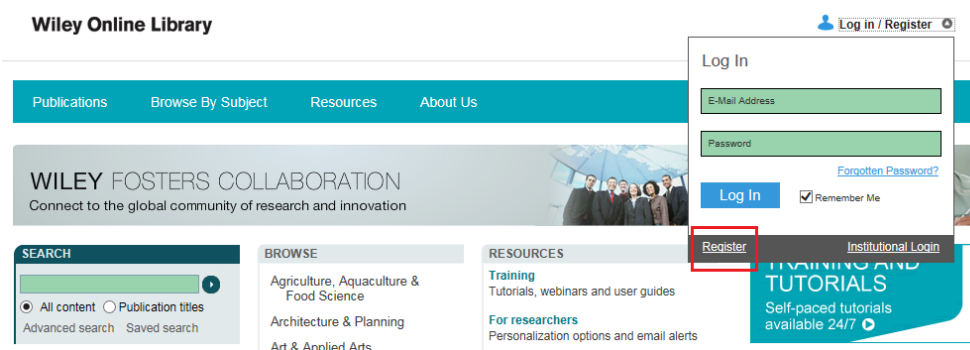 Wiley Online Library
Log in / Register
Log In
E-Mail Address
Password
Forgotten Password?
Log In
Remember Me
Register
Institutional Login
Publications
Browse By Subject
Resources
About Us
WILEY FOSTERS COLLABORATION
Connect to the global community of research and innovation
SEARCH
All content
Publication titles
Advanced search
Saved search
BROWSE
Agriculture, Aquaculture &
Food Science
Architecture & Planning
Art & Applied Arts
RESOURCES
Training
Tutorials, webinars and user guides
For researchers
Personalization options and email alerts
TRAINING AND
TUTORIALS
Self-paced tutorials
available 24/7